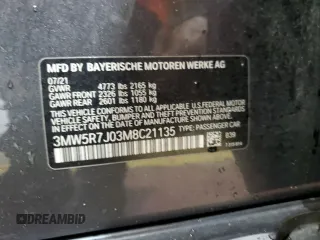 MFD BY BAYERISCHE MOTOREN WERKE AG
07/21
GVWR 4773 lbs 2165 kg
GAWR FRONT 2326 lbs 1055 kg
GAWR REAR 2601 lbs 1180 kg
THIS VEHICLE CONFORMS TO ALL APPLICABLE FEDERAL MOTOR
VEHICLE SAFETY, BUMPER AND THEFT PREVENTION STANDARDS
IN EFFECT ON THE DATE OF MANUFACTURE SHOWN ABOVE.
3MW5R7J03M8C21135
TYPE: PASSENGER CAR
B39
AutoBidMaster
DREAMBID